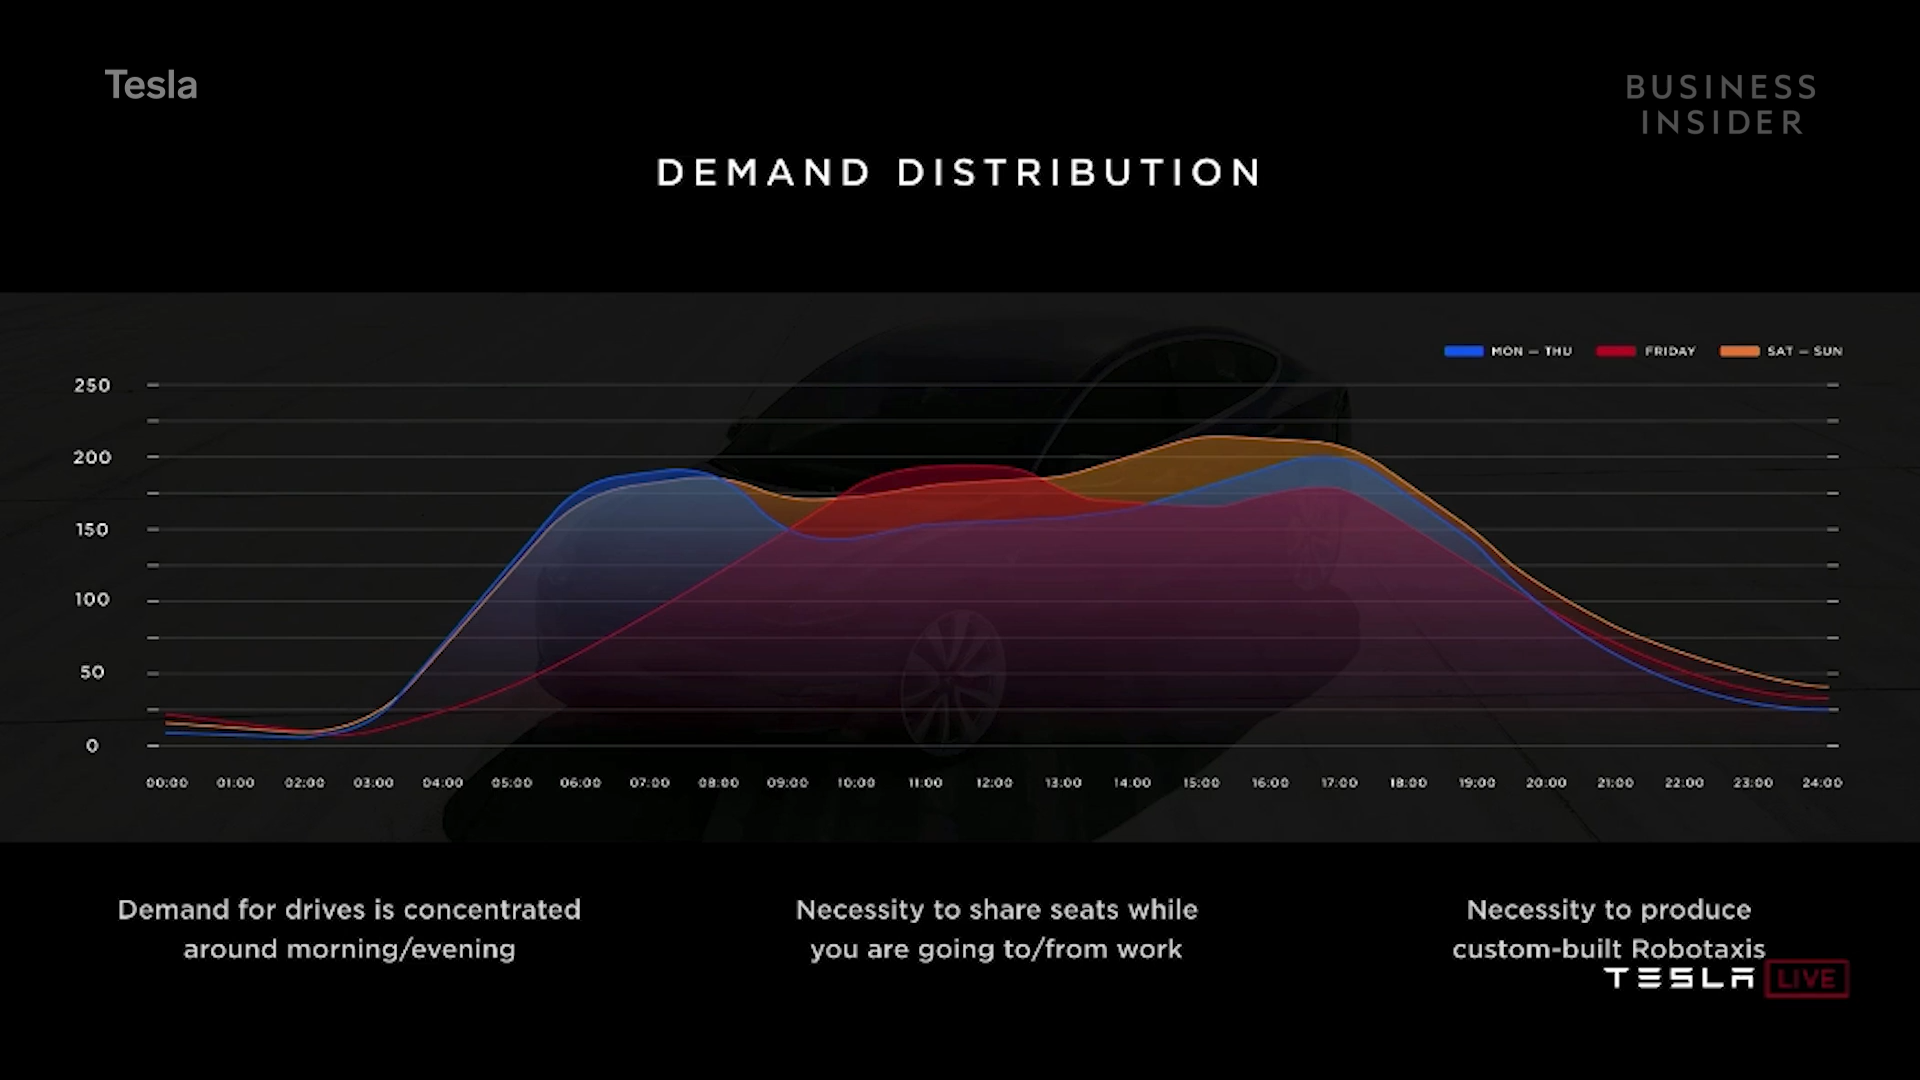 Tesla
BUSINESS
INSIDER
DEMAND DISTRIBUTION
MON – THU
FRIDAY
SAT – SUN
250
200
150
100
50
0
00:00 01:00 02:00 03:00 04:00 05:00 06:00 07:00 08:00 09:00 10:00 11:00 12:00 13:00 14:00 15:00 16:00 17:00 18:00 19:00 20:00 21:00 22:00 23:00 24:00
Demand for drives is concentrated
around morning/evening
Necessity to share seats while
you are going to/from work
Necessity to produce
custom-built Robotaxis
TESLA LIVE